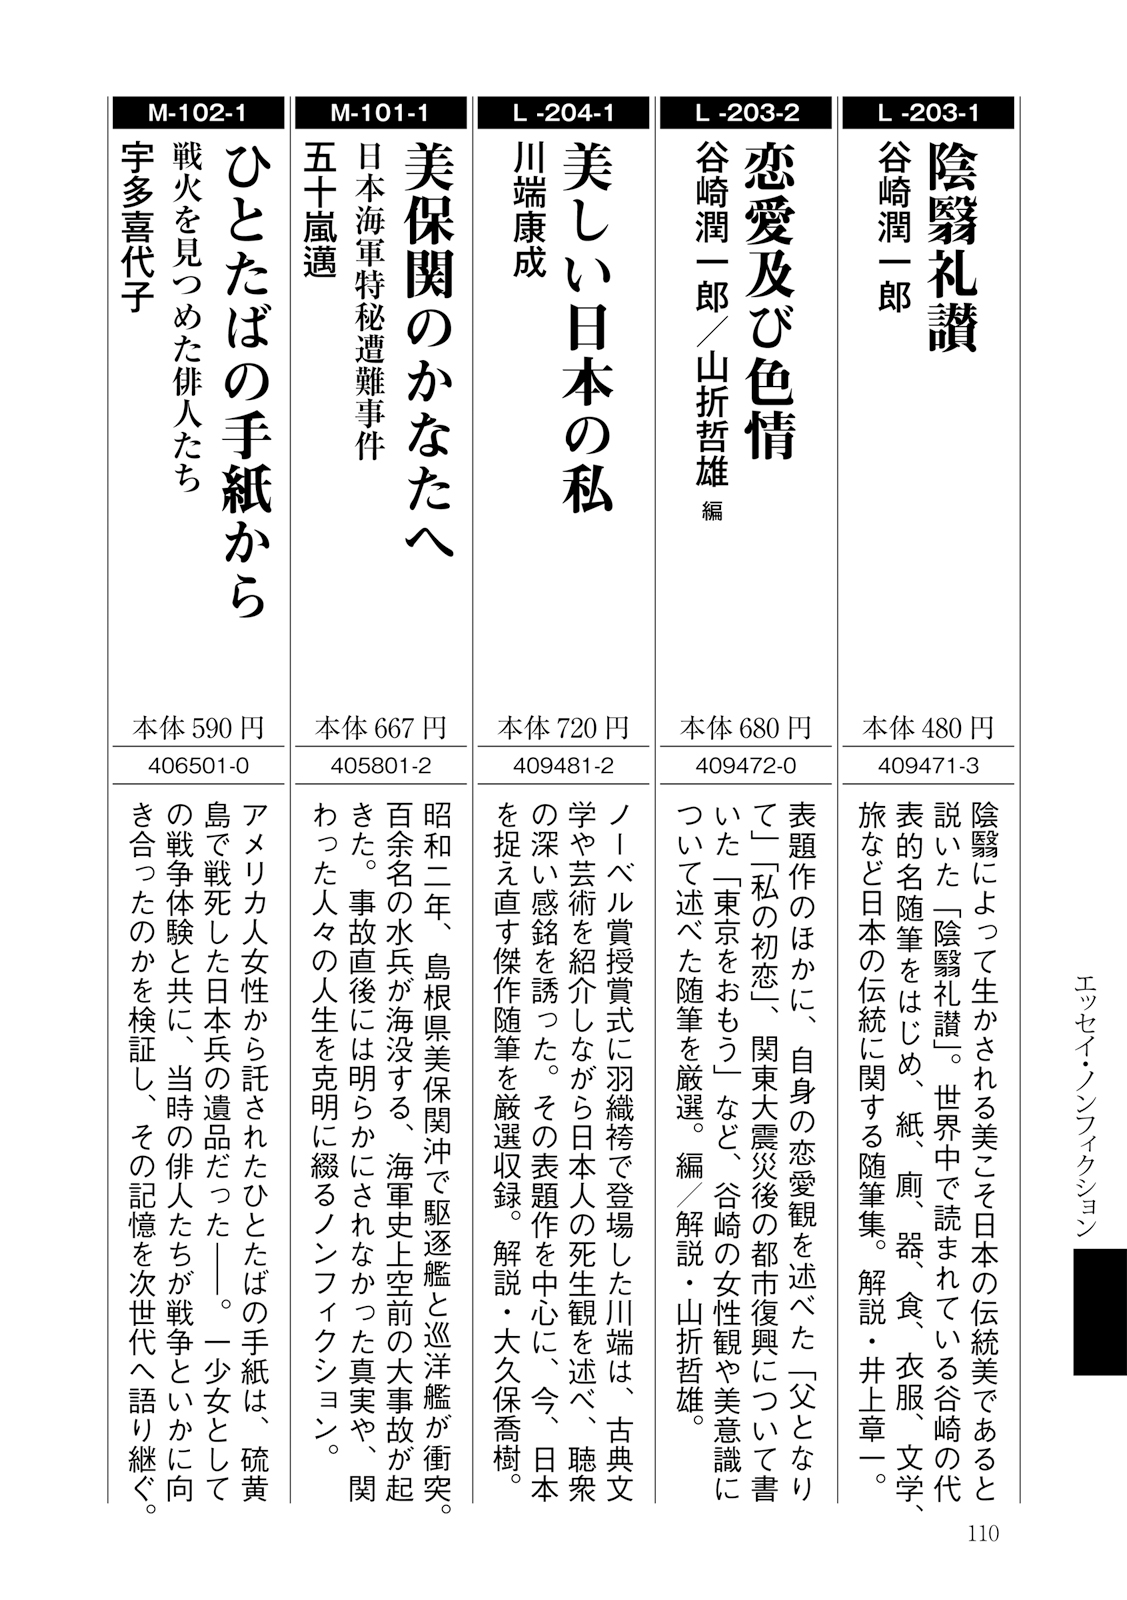 L-203-1
陰翳礼讃
谷崎潤一郎
本体480円
409471-3
陰翳によって生かされる美こそ日本の伝統美であると
説いた「陰翳礼讃」。世界中で読まれている谷崎の代
表的名随筆をはじめ、紙、厠、器、食、衣服、文学、
旅など日本の伝統に関する随筆集。解説・井上章一。
L-203-2
恋愛及び色情
谷崎潤一郎／山折哲雄 編
本体680円
409472-0
表題作のほかに、自身の恋愛観を述べた「父となり
て」「私の初恋」、関東大震災後の都市復興について書
いた「東京をおもう」など、谷崎の女性観や美意識に
ついて述べた随筆を厳選。編／解説・山折哲雄。
L-204-1
美しい日本の私
川端康成
本体720円
409481-2
ノーベル賞授賞式に羽織袴で登場した川端は、古典文
学や芸術を紹介しながら日本人の死生観を述べ、聴衆
の深い感銘を誘った。その表題作を中心に、今、日本
を捉え直す傑作随筆を厳選収録。解説・大久保喬樹。
M-101-1
美保関のかなたへ
日本海軍特秘遭難事件
五十嵐邁
本体667円
405801-2
昭和二年、島根県美保関沖で駆逐艦と巡洋艦が衝突。
百余名の水兵が海没する、海軍史上空前の大事故が起
きた。事故直後には明らかにされなかった真実や、関
わった人々の人生を克明に綴るノンフィクション。
M-102-1
ひとたばの手紙から
戦火を見つめた俳人たち
宇多喜代子
本体590円
406501-0
アメリカ人女性から託されたひとたばの手紙は、硫黄
島で戦死した日本兵の遺品だった――。一少女として
の戦争体験と共に、当時の俳人たちが戦争といかに向
き合ったのかを検証し、その記憶を次世代へ語り継ぐ。
エッセイ・ノンフィクション
110